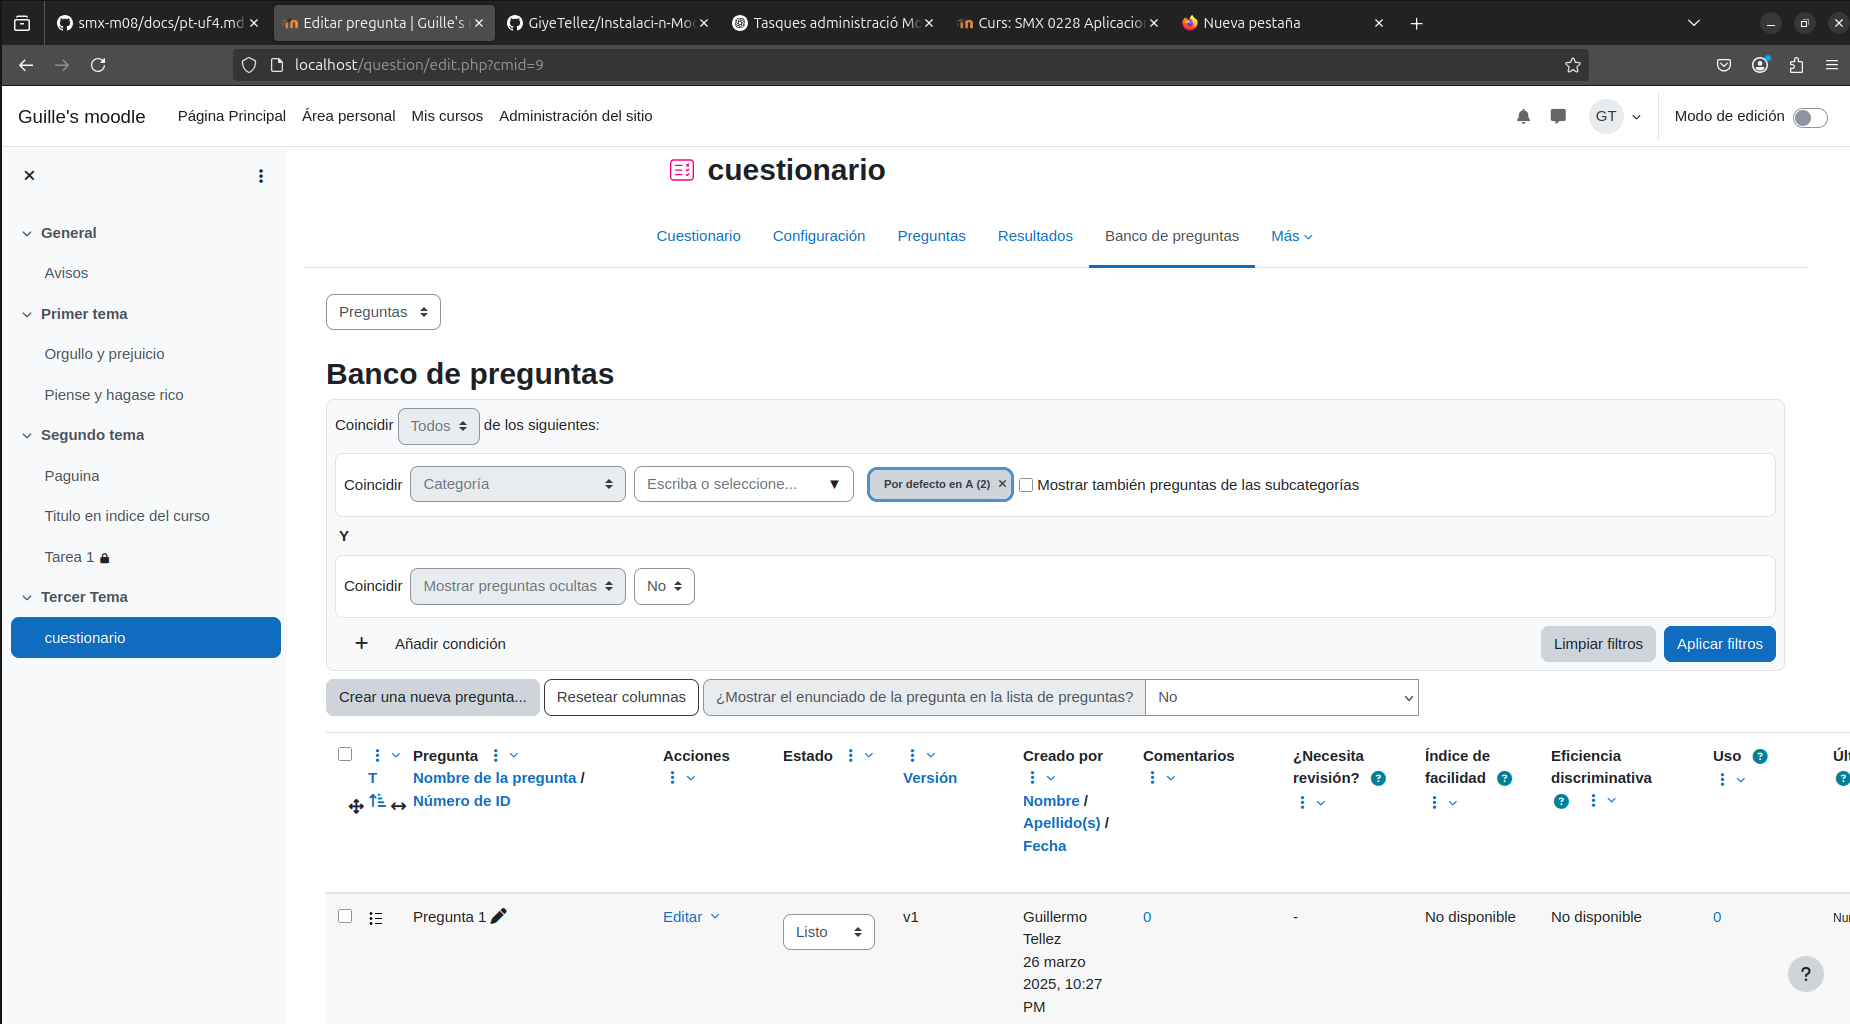 smx-m08/docs/pt-uf4.md
Editar pregunta | Guille's
GiyeTellez/Instalaci-n-Moo
Tasques administració Mo
Curs: SMX 0228 Aplicacion
Nueva pestaña
localhost/question/edit.php?cmid=9
Guille's moodle
Página Principal
Área personal
Mis cursos
Administración del sitio
GT
Modo de edición
General
Avisos
Primer tema
Orgullo y prejuicio
Piense y hagase rico
Segundo tema
Paguina
Titulo en indice del curso
Tarea 1
Tercer Tema
cuestionario
cuestionario
Cuestionario
Configuración
Preguntas
Resultados
Banco de preguntas
Más
Preguntas
Banco de preguntas
Coincidir Todos de los siguientes:
Coincidir Categoría Escriba o seleccione... ▼ Por defecto en A (2) × Mostrar también preguntas de las subcategorías
Y
Coincidir Mostrar preguntas ocultas No
+ Añadir condición
Limpiar filtros
Aplicar filtros
Crear una nueva pregunta...
Resetear columnas
¿Mostrar el enunciado de la pregunta en la lista de preguntas?
No
T
Pregunta
Nombre de la pregunta /
Número de ID
Acciones
Estado
Versión
Creado por
Nombre /
Apellido(s) /
Fecha
Comentarios
¿Necesita
revisión? ?
Índice de
facilidad ?
Eficiencia
discriminativa
?
Uso ?
Últ
?
Pregunta 1
Editar
Listo
v1
Guillermo
Tellez
26 marzo
2025, 10:27
PM
0
-
No disponible
No disponible
0
Nun
?